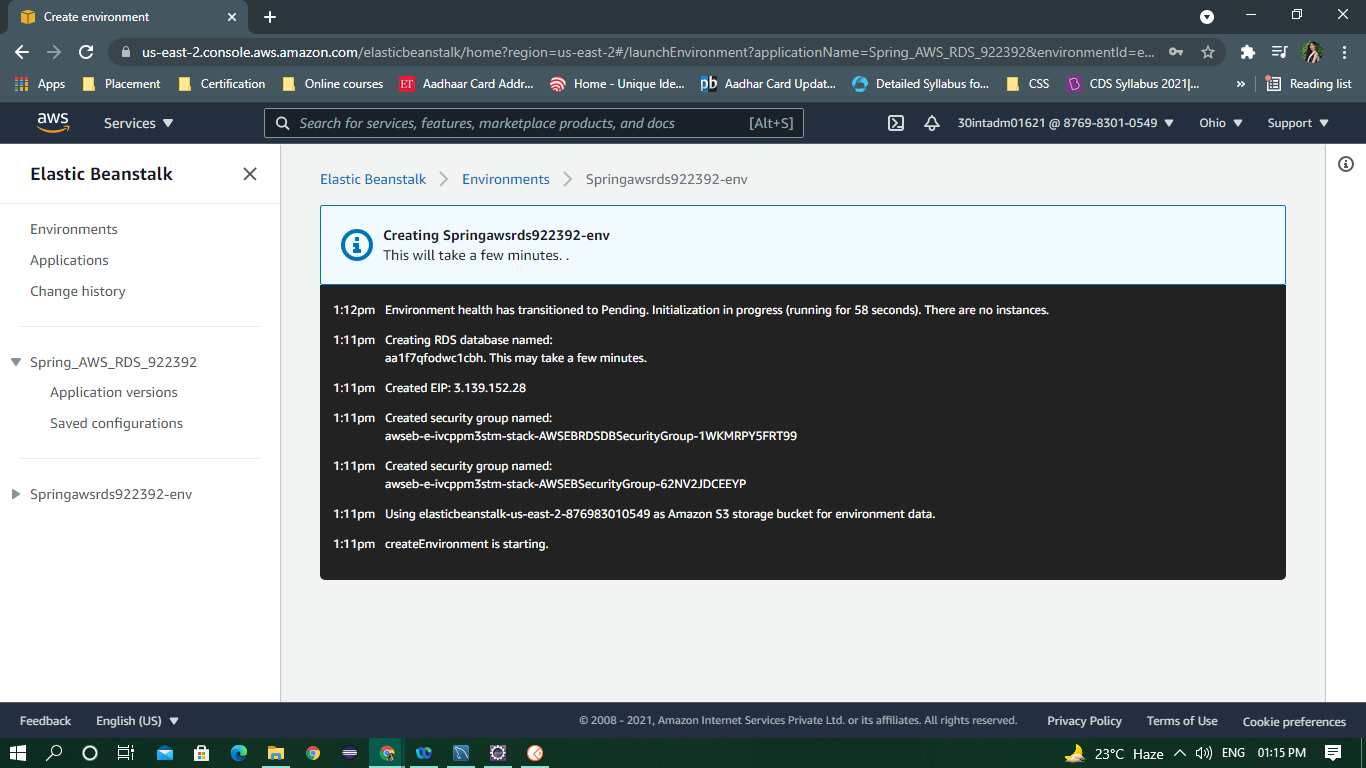 Create environment
us-east-2.console.aws.amazon.com/elasticbeanstalk/home?region=us-east-2#/launchEnvironment?applicationName=Spring_AWS_RDS_922392&environmentId=e...
Apps
Placement
Certification
Online courses
ET
Aadhaar Card Addr...
Home - Unique Ide...
pb
Aadhar Card Updat...
Detailed Syllabus fo...
CSS
CDS Syllabus 2021|...
»
Reading list
aws
Services
Search for services, features, marketplace products, and docs
[Alt+S]
30intadm01621 @ 8769-8301-0549
Ohio
Support
Elastic Beanstalk
Environments
Applications
Change history
Spring_AWS_RDS_922392
Application versions
Saved configurations
Springawsrds922392-env
Elastic Beanstalk
Environments
Springawsrds922392-env
Creating Springawsrds922392-env
This will take a few minutes. .
1:12pm Environment health has transitioned to Pending. Initialization in progress (running for 58 seconds). There are no instances.
1:11pm Creating RDS database named:
aa1f7qfodwc1cbh. This may take a few minutes.
1:11pm Created EIP: 3.139.152.28
1:11pm Created security group named:
awseb-e-ivcppm3stm-stack-AWSEBRDSDBSecurityGroup-1WKMRPY5FRT99
1:11pm Created security group named:
awseb-e-ivcppm3stm-stack-AWSEBSecurityGroup-62NV2JDCEEYP
1:11pm Using elasticbeanstalk-us-east-2-876983010549 as Amazon S3 storage bucket for environment data.
1:11pm createEnvironment is starting.
Feedback
English (US)
© 2008 - 2021, Amazon Internet Services Private Ltd. or its affiliates. All rights reserved.
Privacy Policy
Terms of Use
Cookie preferences
23°C Haze
ENG
01:15 PM